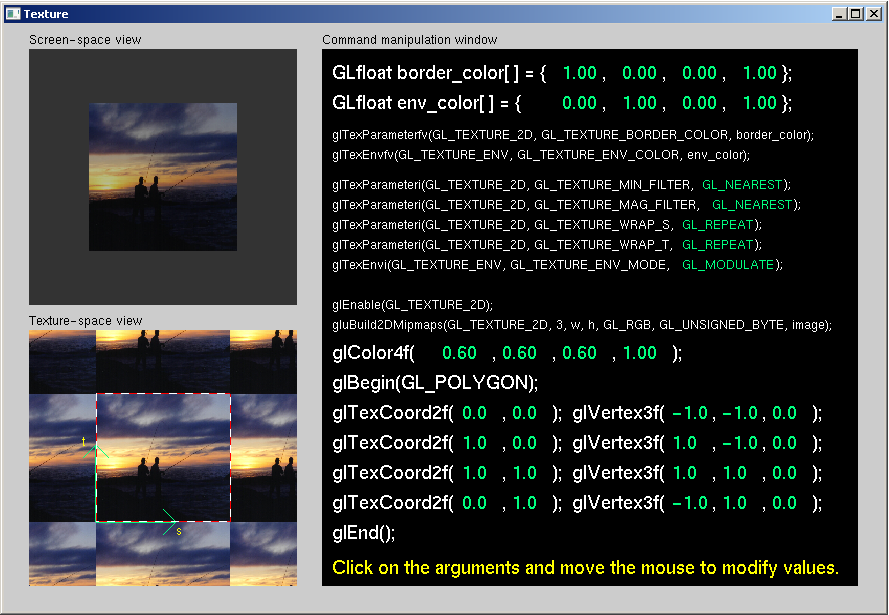 Texture
Screen-space view
Command manipulation window
GLfloat border_color[ ] = { 1.00 , 0.00 , 0.00 , 1.00 };
GLfloat env_color[ ] = { 0.00 , 1.00 , 0.00 , 1.00 };
glTexParameterfv(GL_TEXTURE_2D, GL_TEXTURE_BORDER_COLOR, border_color);
glTexEnvfv(GL_TEXTURE_ENV, GL_TEXTURE_ENV_COLOR, env_color);
glTexParameteri(GL_TEXTURE_2D, GL_TEXTURE_MIN_FILTER, GL_NEAREST);
glTexParameteri(GL_TEXTURE_2D, GL_TEXTURE_MAG_FILTER, GL_NEAREST);
glTexParameteri(GL_TEXTURE_2D, GL_TEXTURE_WRAP_S, GL_REPEAT);
glTexParameteri(GL_TEXTURE_2D, GL_TEXTURE_WRAP_T, GL_REPEAT);
glTexEnvi(GL_TEXTURE_ENV, GL_TEXTURE_ENV_MODE, GL_MODULATE);
glEnable(GL_TEXTURE_2D);
gluBuild2DMipmaps(GL_TEXTURE_2D, 3, w, h, GL_RGB, GL_UNSIGNED_BYTE, image);
glColor4f( 0.60 , 0.60 , 0.60 , 1.00 );
glBegin(GL_POLYGON);
glTexCoord2f( 0.0 , 0.0 ); glVertex3f( -1.0 , -1.0 , 0.0 );
glTexCoord2f( 1.0 , 0.0 ); glVertex3f( 1.0 , -1.0 , 0.0 );
glTexCoord2f( 1.0 , 1.0 ); glVertex3f( 1.0 , 1.0 , 0.0 );
glTexCoord2f( 0.0 , 1.0 ); glVertex3f( -1.0 , 1.0 , 0.0 );
glEnd();
Click on the arguments and move the mouse to modify values.
Texture-space view
t
s